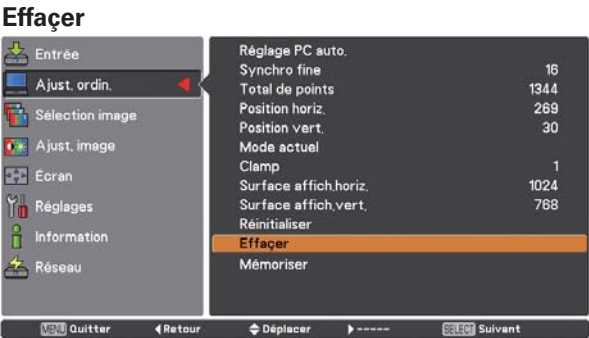 Effaçer
Entrée
Ajust. ordin.
Sélection image
Ajust. image
Écran
Réglages
Information
Réseau
Réglage PC auto.
Synchro fine 16
Total de points 1344
Position horiz. 269
Position vert. 30
Mode actuel
Clamp 1
Surface affich.horiz. 1024
Surface affich.vert. 768
Réinitialiser
Effaçer
Mémoriser
MENU Quitter Retour Déplacer ----- SELECT Suivant